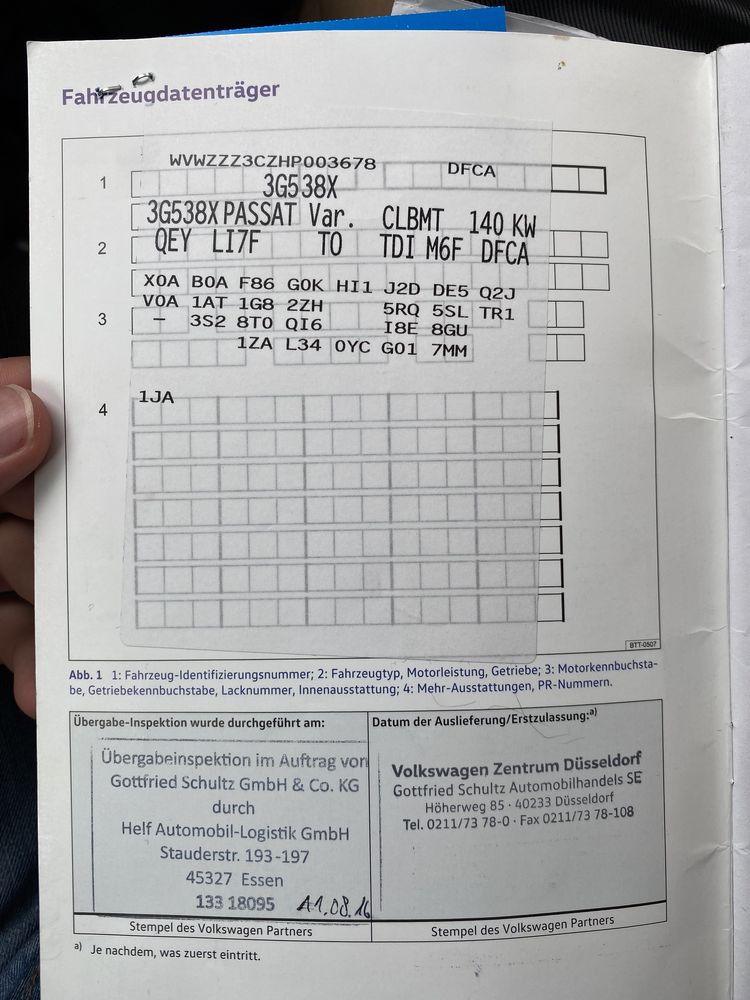 Fahrzeugdatenträger
WVWZZZ3CZHP003678 DFCA
1
3G538X
3G538X PASSAT Var. CLBMT 140 KW
2 QEY LI7F TO TDI M6F DFCA
X0A B0A F86 G0K HI1 J2D DE5 Q2J
V0A 1AT 1G8 2ZH 5RQ 5SL TR1
3 – 3S2 8T0 QI6 I8E 8GU
1ZA L34 0YC G01 7MM
4 1JA
BTT-0507
Abb. 1 1: Fahrzeug-Identifizierungsnummer; 2: Fahrzeugtyp, Motorleistung, Getriebe; 3: Motorkennbuchsta-
be, Getriebekennbuchstabe, Lacknummer, Innenausstattung; 4: Mehr-Ausstattungen, PR-Nummern.
Übergabe-Inspektion wurde durchgeführt am:
Übergabeinspektion im Auftrag von
Gottfried Schultz GmbH & Co. KG
durch
Helf Automobil-Logistik GmbH
Stauderstr. 193-197
45327 Essen
133 18095 11.08.16
Stempel des Volkswagen Partners
Datum der Auslieferung/Erstzulassung:a)
Volkswagen Zentrum Düsseldorf
Gottfried Schultz Automobilhandels SE
Höherweg 85 · 40233 Düsseldorf
Tel. 0211/73 78-0 · Fax 0211/73 78-108
Stempel des Volkswagen Partners
a) Je nachdem, was zuerst eintritt.